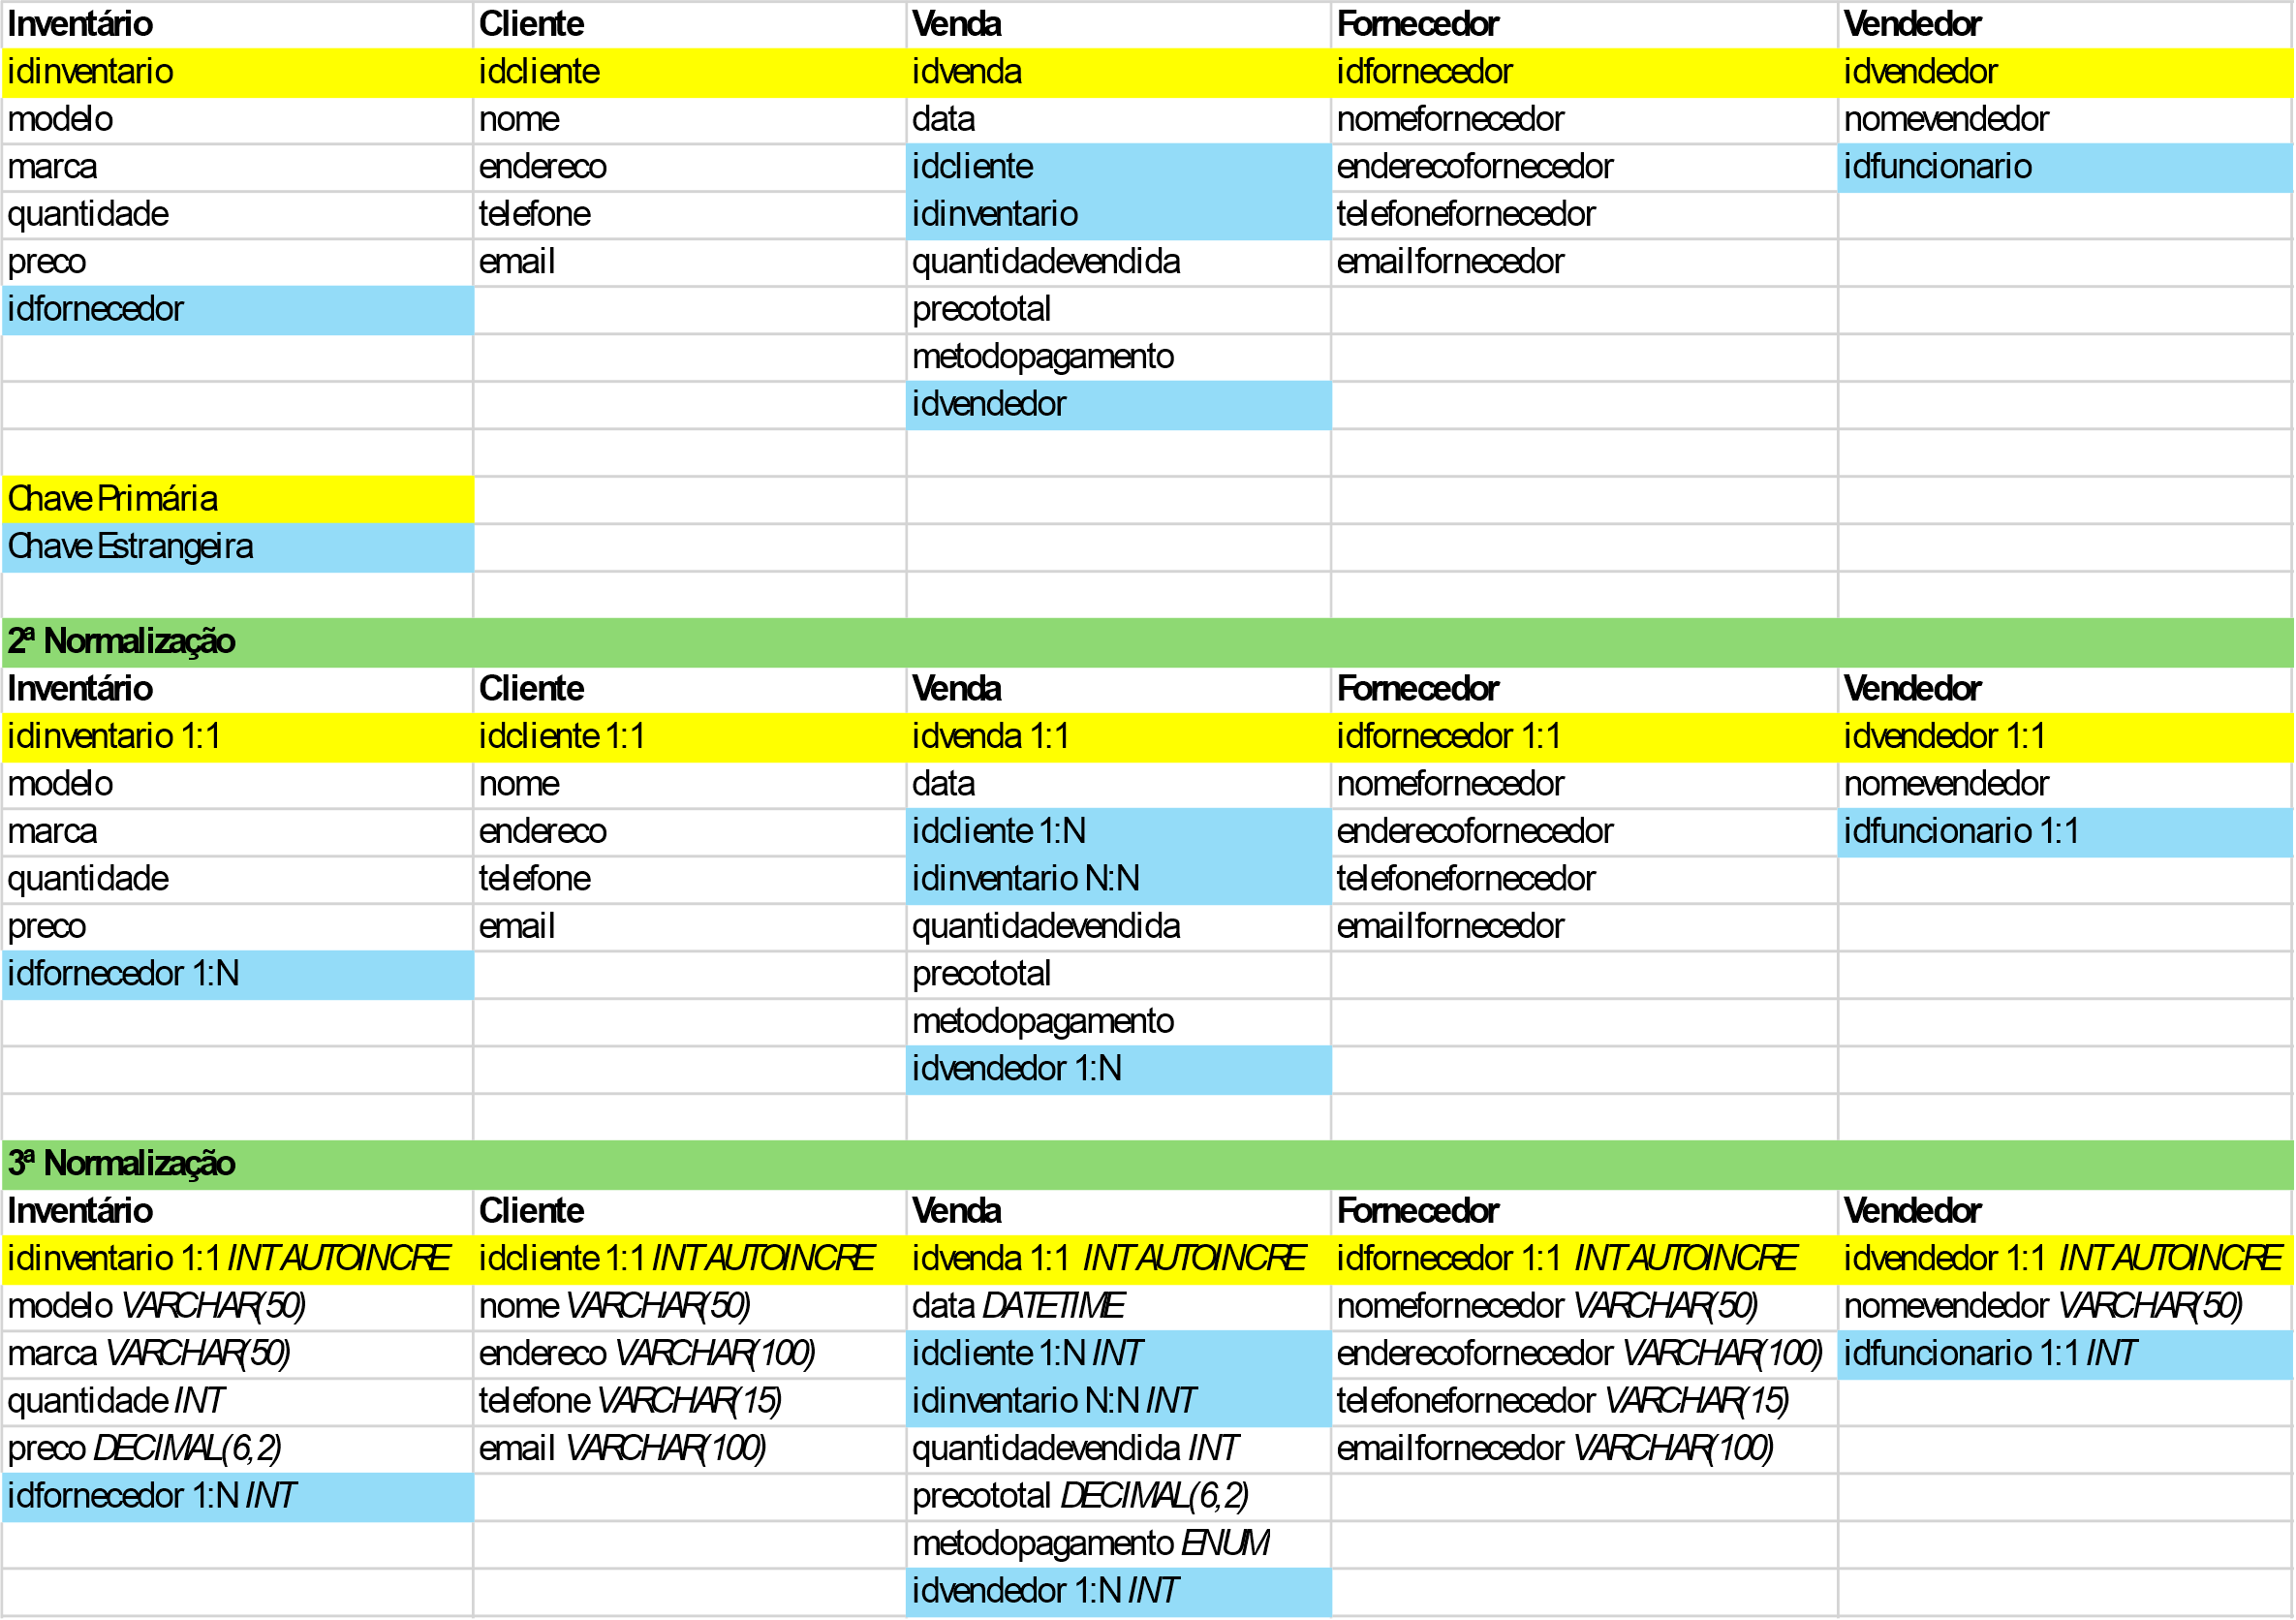 Inventário Cliente Venda Fornecedor Vendedor
idinventario idcliente idvenda idfornecedor idvendedor
modelo nome data nomefornecedor nomevendedor
marca endereco idcliente enderecofornecedor idfuncionario
quantidade telefone idinventario telefonefornecedor
preco email quantidadevendida emailfornecedor
idfornecedor precototal
metodopagamento
idvendedor
Chave Primária
Chave Estrangeira
2ª Normalização
Inventário Cliente Venda Fornecedor Vendedor
idinventario 1:1 idcliente 1:1 idvenda 1:1 idfornecedor 1:1 idvendedor 1:1
modelo nome data nomefornecedor nomevendedor
marca endereco idcliente 1:N enderecofornecedor idfuncionario 1:1
quantidade telefone idinventario N:N telefonefornecedor
preco email quantidadevendida emailfornecedor
idfornecedor 1:N precototal
metodopagamento
idvendedor 1:N
3ª Normalização
Inventário Cliente Venda Fornecedor Vendedor
idinventario 1:1 INT AUTOINCRE idcliente 1:1 INT AUTOINCRE idvenda 1:1 INT AUTOINCRE idfornecedor 1:1 INT AUTOINCRE idvendedor 1:1 INT AUTOINCRE
modelo VARCHAR(50) nome VARCHAR(50) data DATETIME nomefornecedor VARCHAR(50) nomevendedor VARCHAR(50)
marca VARCHAR(50) endereco VARCHAR(100) idcliente 1:N INT enderecofornecedor VARCHAR(100) idfuncionario 1:1 INT
quantidade INT telefone VARCHAR(15) idinventario N:N INT telefonefornecedor VARCHAR(15)
preco DECIMAL(6,2) email VARCHAR(100) quantidadevendida INT emailfornecedor VARCHAR(100)
idfornecedor 1:N INT precototal DECIMAL(6,2)
metodopagamento ENUM
idvendedor 1:N INT